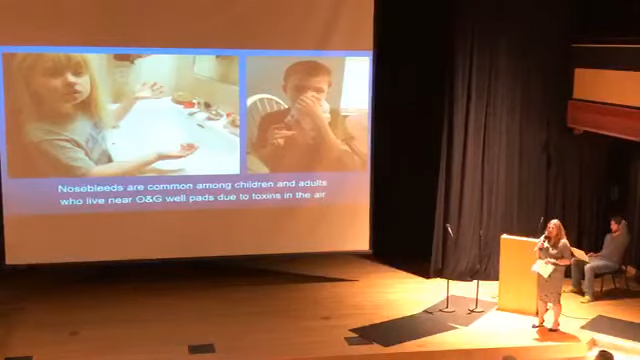 Nosebleeds are common among children and adults
who live near O&G well pads due to toxins in the air